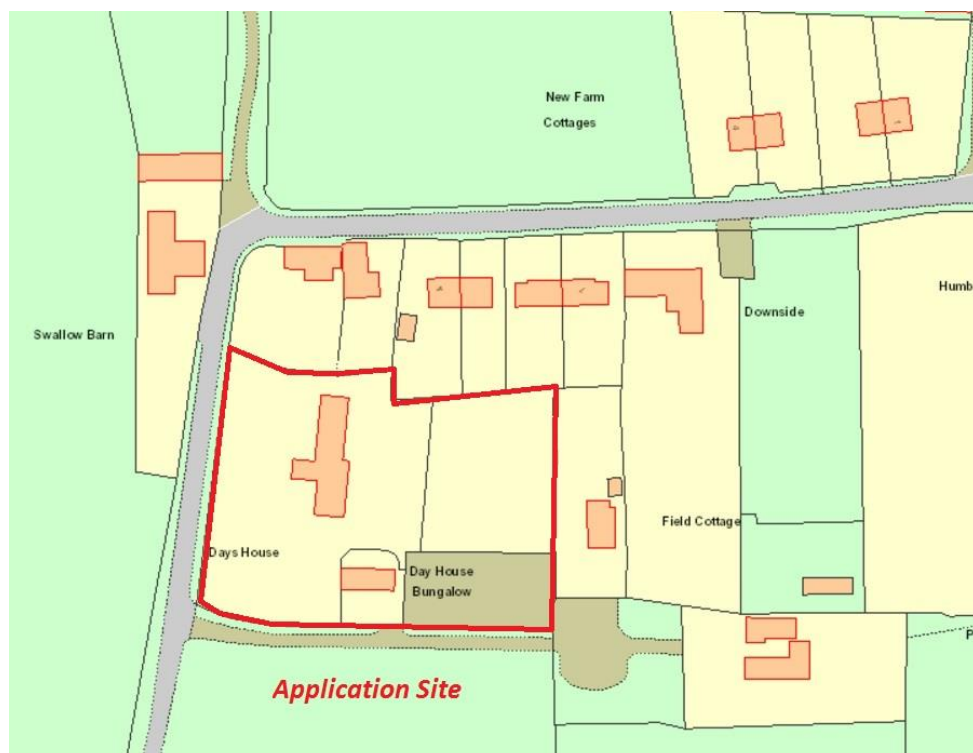 New Farm
Cottages
Swallow Barn
Downside
Humb
Days House
Day House
Bungalow
Field Cottage
P
Application Site